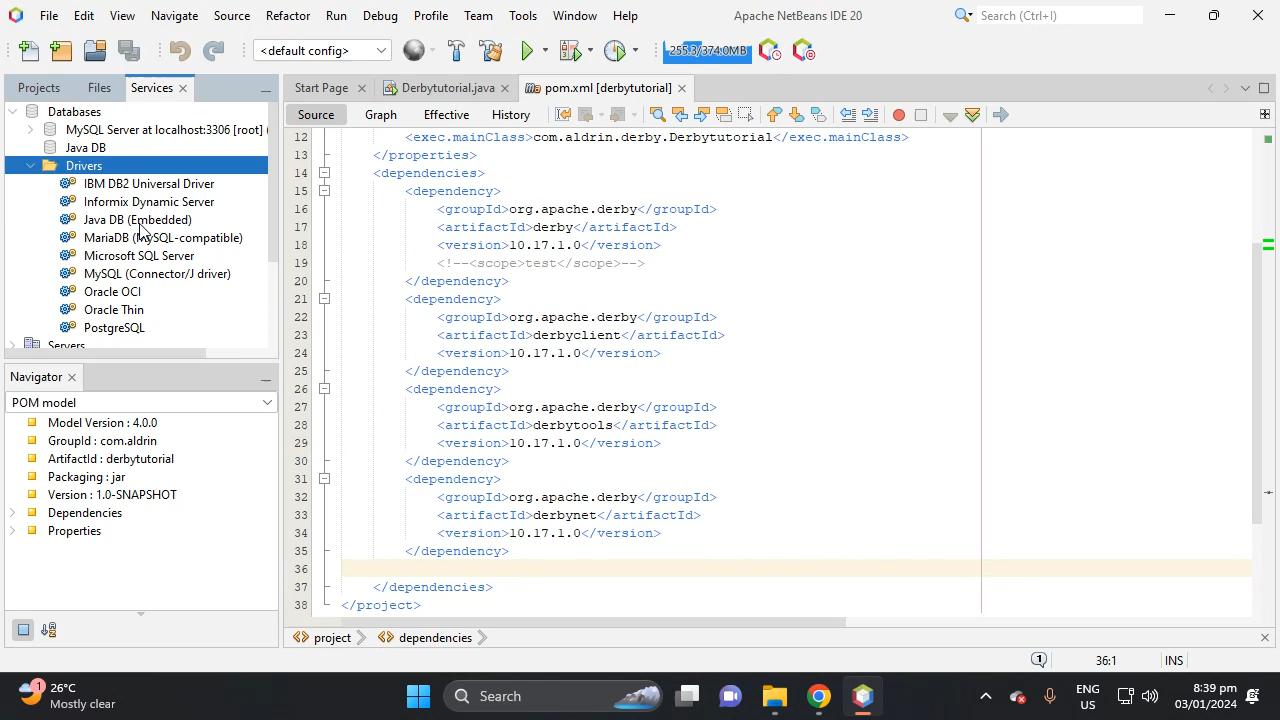 File Edit View Navigate Source Refactor Run Debug Profile Team Tools Window Help Apache NetBeans IDE 20 Search (Ctrl+I)
<default config> 255.3/374.0MB
Projects Files Services
Databases
MySQL Server at localhost:3306 [root] (
Java DB
Drivers
IBM DB2 Universal Driver
Informix Dynamic Server
Java DB (Embedded)
MariaDB (MySQL-compatible)
Microsoft SQL Server
MySQL (Connector/J driver)
Oracle OCI
Oracle Thin
PostgreSQL
Servers
Navigator
POM model
Model Version : 4.0.0
GroupId : com.aldrin
ArtifactId : derbytutorial
Packaging : jar
Version : 1.0-SNAPSHOT
Dependencies
Properties
Start Page Derbytutorial.java pom.xml [derbytutorial]
Source Graph Effective History
12 <exec.mainClass>com.aldrin.derby.Derbytutorial</exec.mainClass>
13 </properties>
14 <dependencies>
15 <dependency>
16 <groupId>org.apache.derby</groupId>
17 <artifactId>derby</artifactId>
18 <version>10.17.1.0</version>
19 <!--<scope>test</scope>-->
20 </dependency>
21 <dependency>
22 <groupId>org.apache.derby</groupId>
23 <artifactId>derbyclient</artifactId>
24 <version>10.17.1.0</version>
25 </dependency>
26 <dependency>
27 <groupId>org.apache.derby</groupId>
28 <artifactId>derbytools</artifactId>
29 <version>10.17.1.0</version>
30 </dependency>
31 <dependency>
32 <groupId>org.apache.derby</groupId>
33 <artifactId>derbynet</artifactId>
34 <version>10.17.1.0</version>
35 </dependency>
36
37 </dependencies>
38 </project>
project dependencies
1 36:1 INS
1 26°C
Mostly clear
Search
ENG
US
8:39 pm
03/01/2024